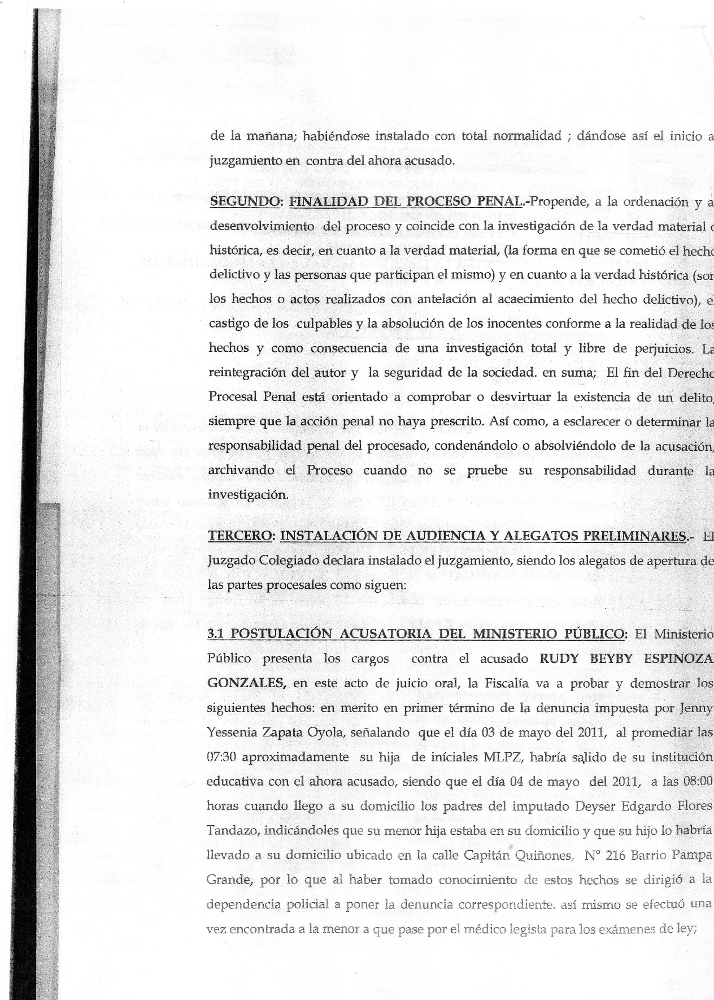 de la mañana; habiéndose instalado con total normalidad ; dándose así el inicio a
juzgamiento en contra del ahora acusado.
SEGUNDO: FINALIDAD DEL PROCESO PENAL.-Propende, a la ordenación y a
desenvolvimiento del proceso y coincide con la investigación de la verdad material
histórica, es decir, en cuanto a la verdad material, (la forma en que se cometió el hecho
delictivo y las personas que participan el mismo) y en cuanto a la verdad histórica (son
los hechos o actos realizados con antelación al acaecimiento del hecho delictivo), e
castigo de los culpables y la absolución de los inocentes conforme a la realidad de los
hechos y como consecuencia de una investigación total y libre de perjuicios. La
reintegración del autor y la seguridad de la sociedad. en suma; El fin del Derecho
Procesal Penal está orientado a comprobar o desvirtuar la existencia de un delito,
siempre que la acción penal no haya prescrito. Así como, a esclarecer o determinar la
responsabilidad penal del procesado, condenándolo o absolviéndolo de la acusación,
archivando el Proceso cuando no se pruebe su responsabilidad durante la
investigación.
TERCERO: INSTALACIÓN DE AUDIENCIA Y ALEGATOS PRELIMINARES.- El
Juzgado Colegiado declara instalado el juzgamiento, siendo los alegatos de apertura de
las partes procesales como siguen:
3.1 POSTULACIÓN ACUSATORIA DEL MINISTERIO PÚBLICO: El Ministerio
Público presenta los cargos contra el acusado RUDY BEYBY ESPINOZA
GONZALES, en este acto de juicio oral, la Fiscalía va a probar y demostrar los
siguientes hechos: en merito en primer término de la denuncia impuesta por Jenny
Yessenia Zapata Oyola, señalando que el día 03 de mayo del 2011, al promediar las
07:30 aproximadamente su hija de iníciales MLPZ, habría salido de su institución
educativa con el ahora acusado, siendo que el día 04 de mayo del 2011, a las 08:00
horas cuando llego a su domicilio los padres del imputado Deyser Edgardo Flores
Tandazo, indicándoles que su menor hija estaba en su domicilio y que su hijo lo habría
llevado a su domicilio ubicado en la calle Capitán Quiñones, N° 216 Barrio Pampa
Grande, por lo que al haber tomado conocimiento de estos hechos se dirigió a la
dependencia policial a poner la denuncia correspondiente. así mismo se efectuó una
vez encontrada a la menor a que pase por el médico legista para los exámenes de ley;